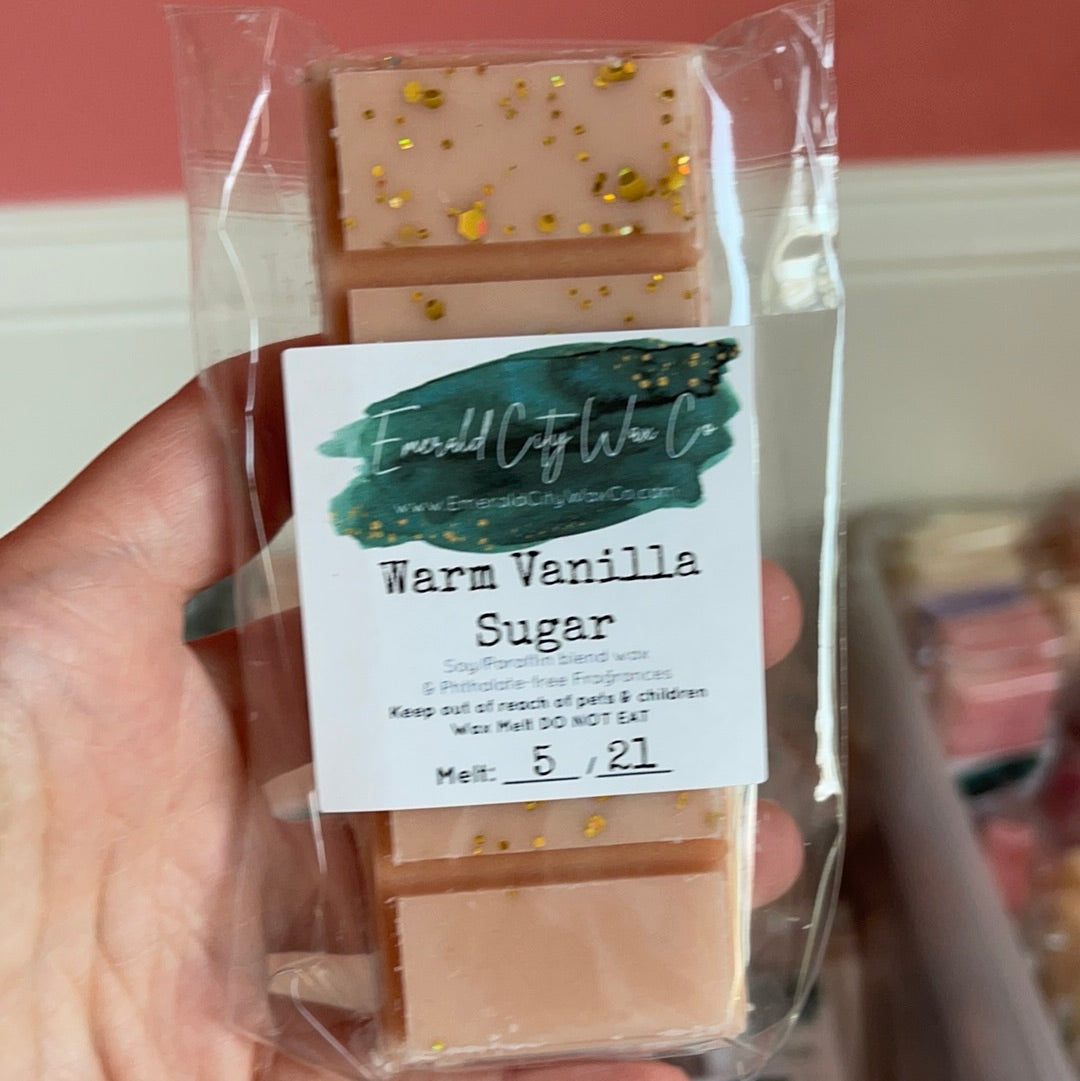 Emerald City Wax Co
www.EmeraldCityWaxCo.com
Warm Vanilla
Sugar
Soy/Paraffin blend wax
& Phthalate-free Fragrances
Keep out of reach of pets & children
Wax Melt DO NOT EAT
Melt: 5 / 21